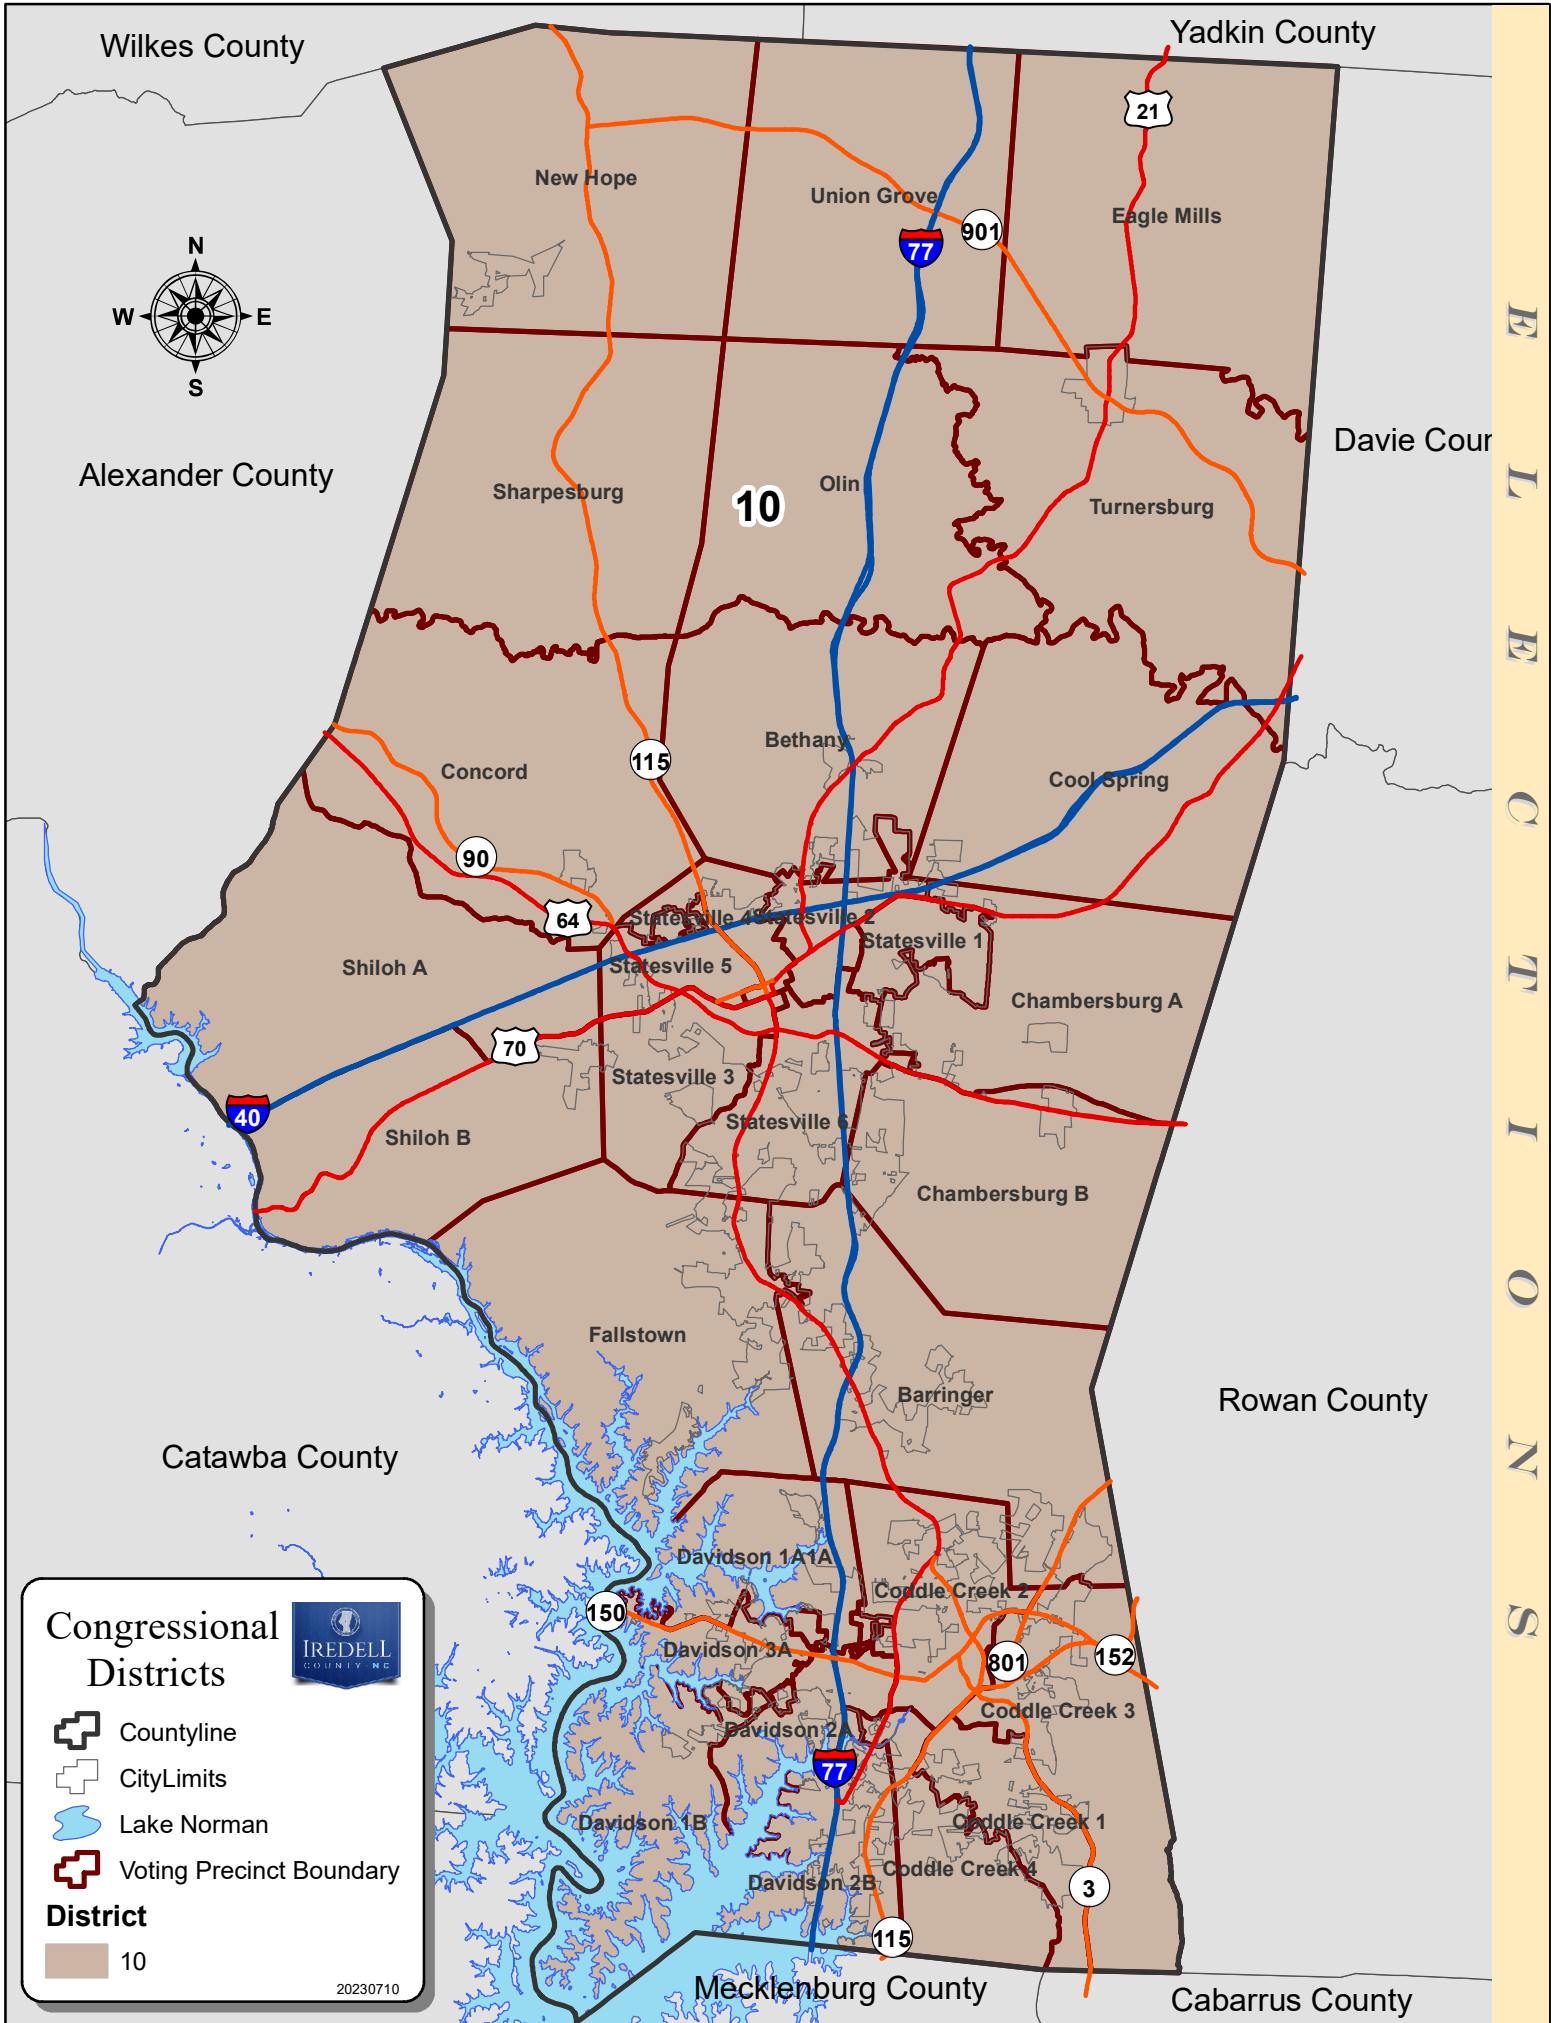 Wilkes County
Yadkin County
21
New Hope
Union Grove
Eagle Mills
901
77
N
W
E
S
Davie Cour
Alexander County
Sharpesburg
10
Olin
Turnersburg
Bethany
115
Concord
Cool Spring
90
64
Statesville 4
Statesville 2
Statesville 1
Shiloh A
Statesville 5
Chambersburg A
70
Statesville 3
40
Statesville 6
Shiloh B
Chambersburg B
Fallstown
Barringer
Rowan County
Catawba County
Davidson 1A1A
Coddle Creek 2
150
Davidson 3A
801
152
Coddle Creek 3
Davidson 2A
77
Davidson 1B
Coddle Creek 1
Coddle Creek 4
Davidson 2B
3
115
Mecklenburg County
Cabarrus County
Congressional
Districts
IREDELL
COUNTY·NC
Countyline
CityLimits
Lake Norman
Voting Precinct Boundary
District
10
20230710
ELECTIONS